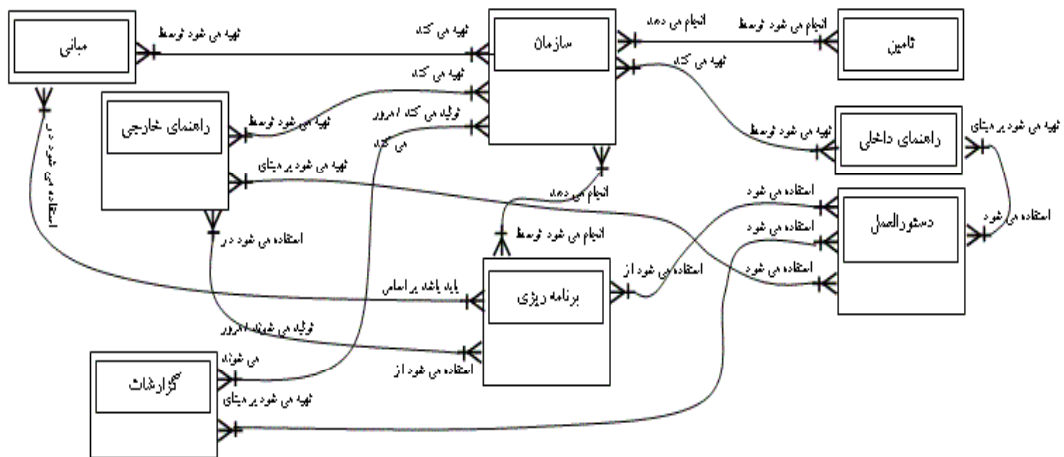 مبانی
تهیه می شود توسط
تهیه می کند
سازمان
انجام می دهد
انجام می شود توسط
تامین
تهیه می کند
تهیه می کند
راهنمای خارجی
تهیه می شود توسط
تولید می کند / مرور
می کند
تهیه می شود توسط
راهنمای داخلی
تهیه می شود بر مبنای
استفاده می شود در
تهیه می شود بر مبنای
انجام می دهد
استفاده می شود
دستورالعمل
استفاده می شود
استفاده می شود در
انجام می شود توسط
استفاده می شود
استفاده می شود از
استفاده می شود
باید باشد بر اساس
برنامه ریزی
تولید می شوند / مرور
می شوند
استفاده می شود از
گزارشات
تهیه می شود بر مبنای